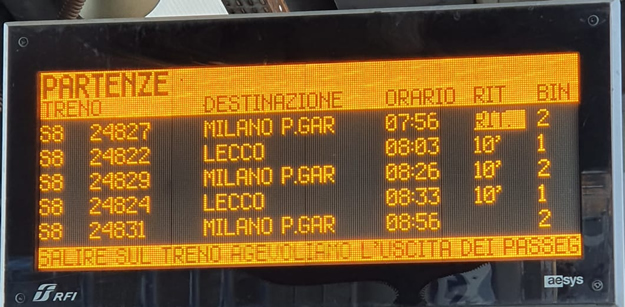 PARTENZE
TRENO DESTINAZIONE ORARIO RIT BIN
S8 24827 MILANO P.GAR 07:56 RIT. 2
S8 24822 LECCO 08:03 10' 1
S8 24829 MILANO P.GAR 08:26 10' 2
S8 24824 LECCO 08:33 10' 1
S8 24831 MILANO P.GAR 08:56 2
SALIRE SUL TRENO AGEVOLIAMO L'USCITA DEI PASSEG
RFI aesys